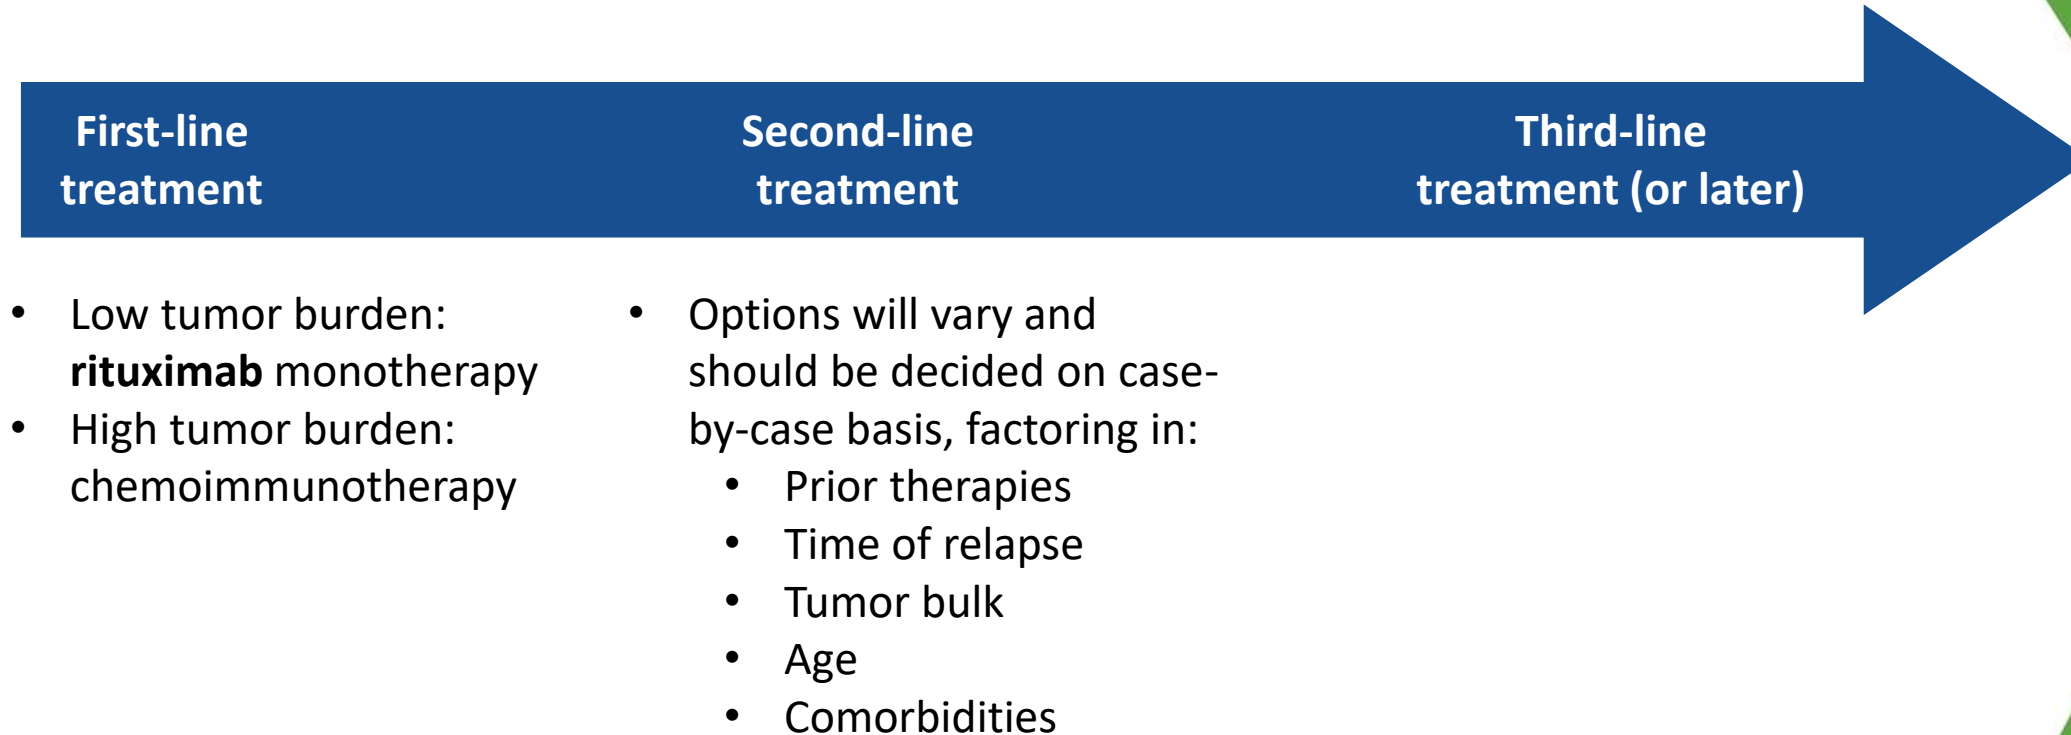 First-line
treatment
Second-line
treatment
Third-line
treatment (or later)
• Low tumor burden:
rituximab monotherapy
• High tumor burden:
chemoimmunotherapy
• Options will vary and
should be decided on case-
by-case basis, factoring in:
• Prior therapies
• Time of relapse
• Tumor bulk
• Age
• Comorbidities